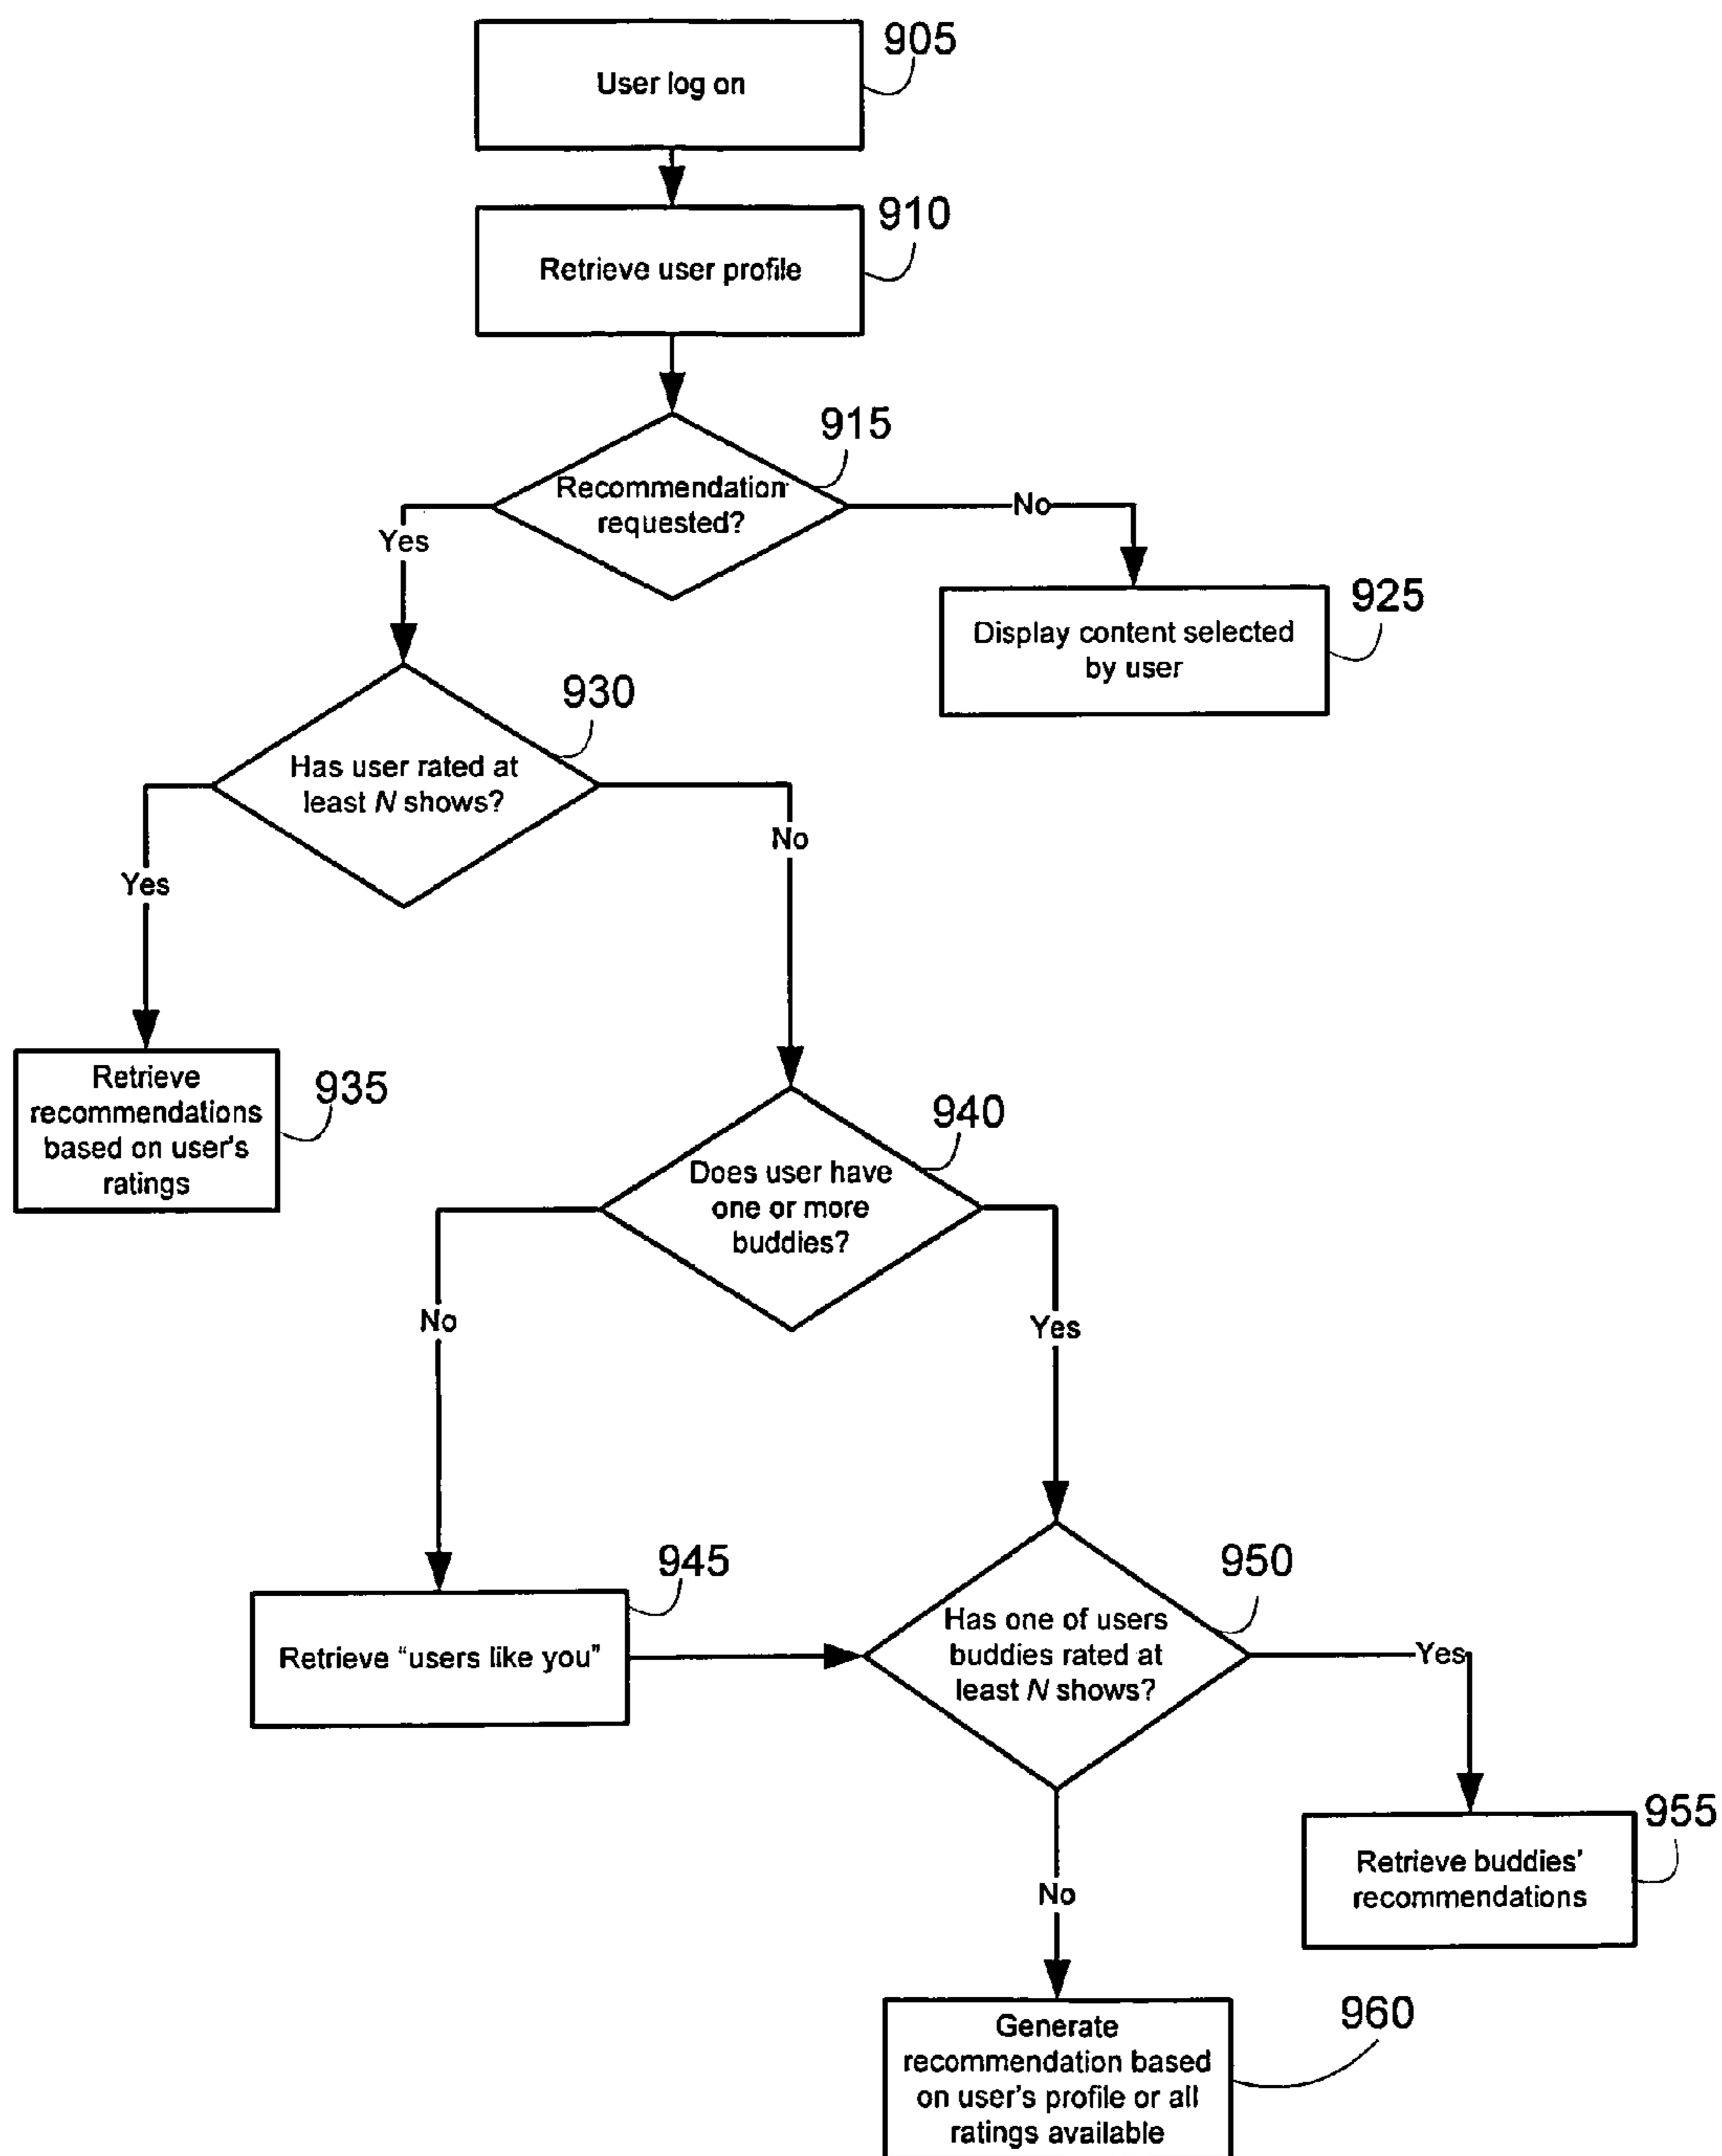 905
User log on
910
Retrieve user profile
915
Recommendation
requested?
No
Yes
925
Display content selected
by user
930
Has user rated at
least N shows?
No
Yes
Retrieve
recommendations
based on user's
ratings
935
940
Does user have
one or more
buddies?
No
Yes
945
Retrieve “users like you”
950
Has one of users
buddies rated at
least N shows?
Yes
955
Retrieve buddies'
recommendations
No
960
Generate
recommendation based
on user's profile or all
ratings available